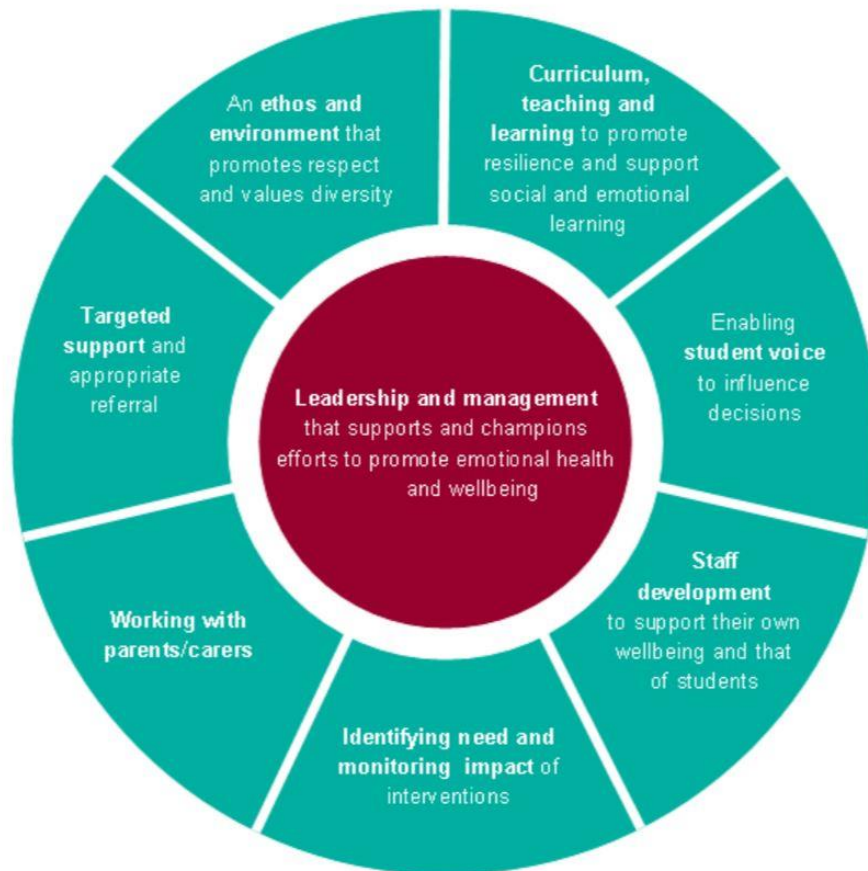 An ethos and
environment that
promotes respect
and values diversity
Curriculum,
teaching and
learning to promote
resilience and support
social and emotional
learning
Enabling
student voice
to influence
decisions
Staff
development
to support their own
wellbeing and that
of students
Identifying need and
monitoring impact of
interventions
Working with
parents/carers
Targeted
support and
appropriate
referral
Leadership and management
that supports and champions
efforts to promote emotional health
and wellbeing